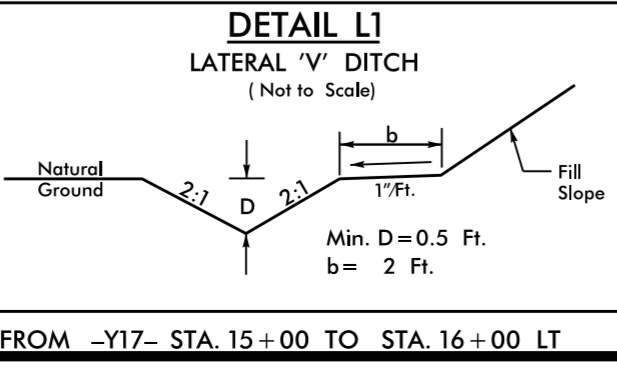 DETAIL L1
LATERAL 'V' DITCH
( Not to Scale)
b
Natural
Ground
2:1
D
2:1
1"/Ft.
Fill
Slope
Min. D=0.5 Ft.
b= 2 Ft.
FROM -Y17- STA. 15+00 TO STA. 16+00 LT